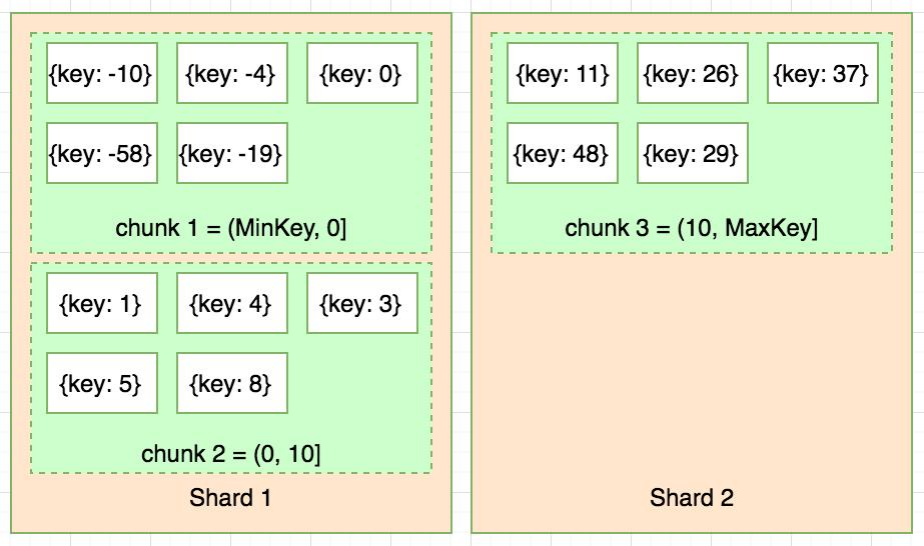 {key: -10} {key: -4} {key: 0}
{key: -58} {key: -19}
chunk 1 = (MinKey, 0]
{key: 1} {key: 4} {key: 3}
{key: 5} {key: 8}
chunk 2 = (0, 10]
Shard 1
{key: 11} {key: 26} {key: 37}
{key: 48} {key: 29}
chunk 3 = (10, MaxKey]
Shard 2